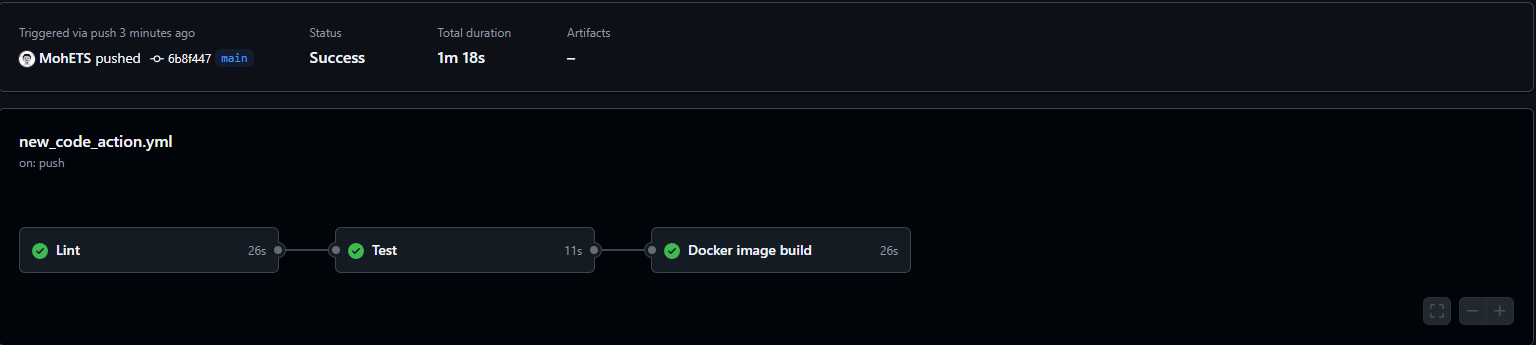 Triggered via push 3 minutes ago
MohETS pushed 6b8f447 main
Status
Success
Total duration
1m 18s
Artifacts
–
new_code_action.yml
on: push
Lint 26s
Test 11s
Docker image build 26s